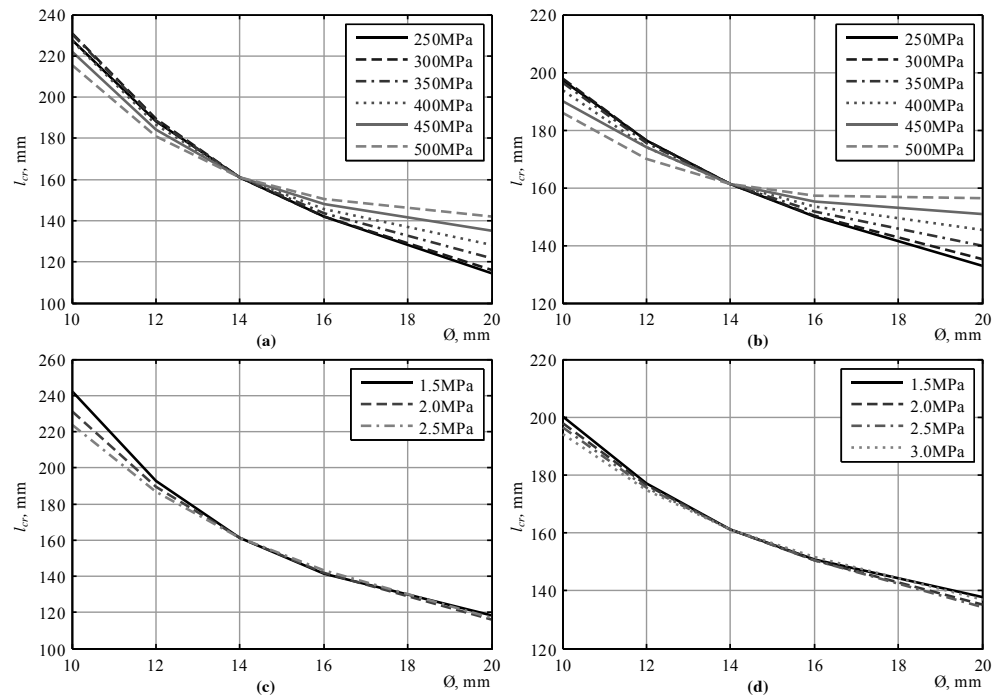 240
220
200
180
160
140
120
100
l_cr, mm
250MPa
300MPa
350MPa
400MPa
450MPa
500MPa
10 12 14 16 18 20
Ø, mm
(a)
220
200
180
160
140
120
l_cr, mm
250MPa
300MPa
350MPa
400MPa
450MPa
500MPa
10 12 14 16 18 20
Ø, mm
(b)
260
240
220
200
180
160
140
120
100
l_cr, mm
1.5MPa
2.0MPa
2.5MPa
10 12 14 16 18 20
Ø, mm
(c)
220
200
180
160
140
120
l_cr, mm
1.5MPa
2.0MPa
2.5MPa
3.0MPa
10 12 14 16 18 20
Ø, mm
(d)